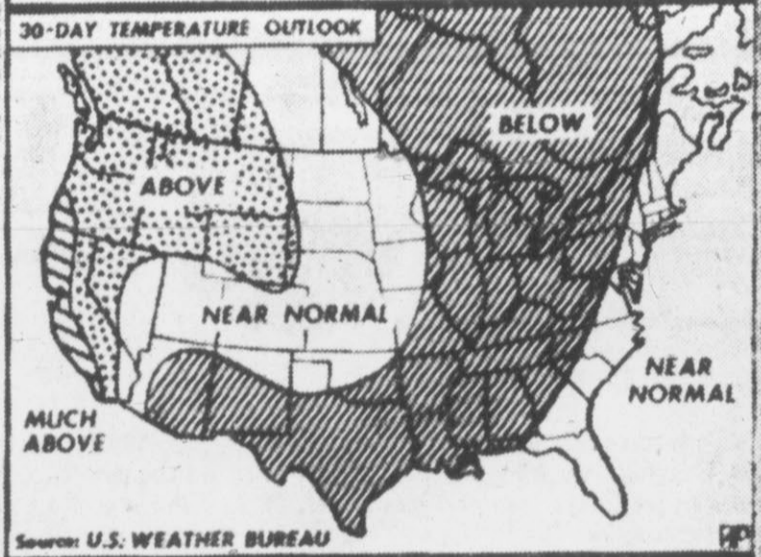 30-DAY TEMPERATURE OUTLOOK
BELOW
ABOVE
NEAR NORMAL
NEAR
NORMAL
MUCH
ABOVE
Source: U.S. WEATHER BUREAU
AP